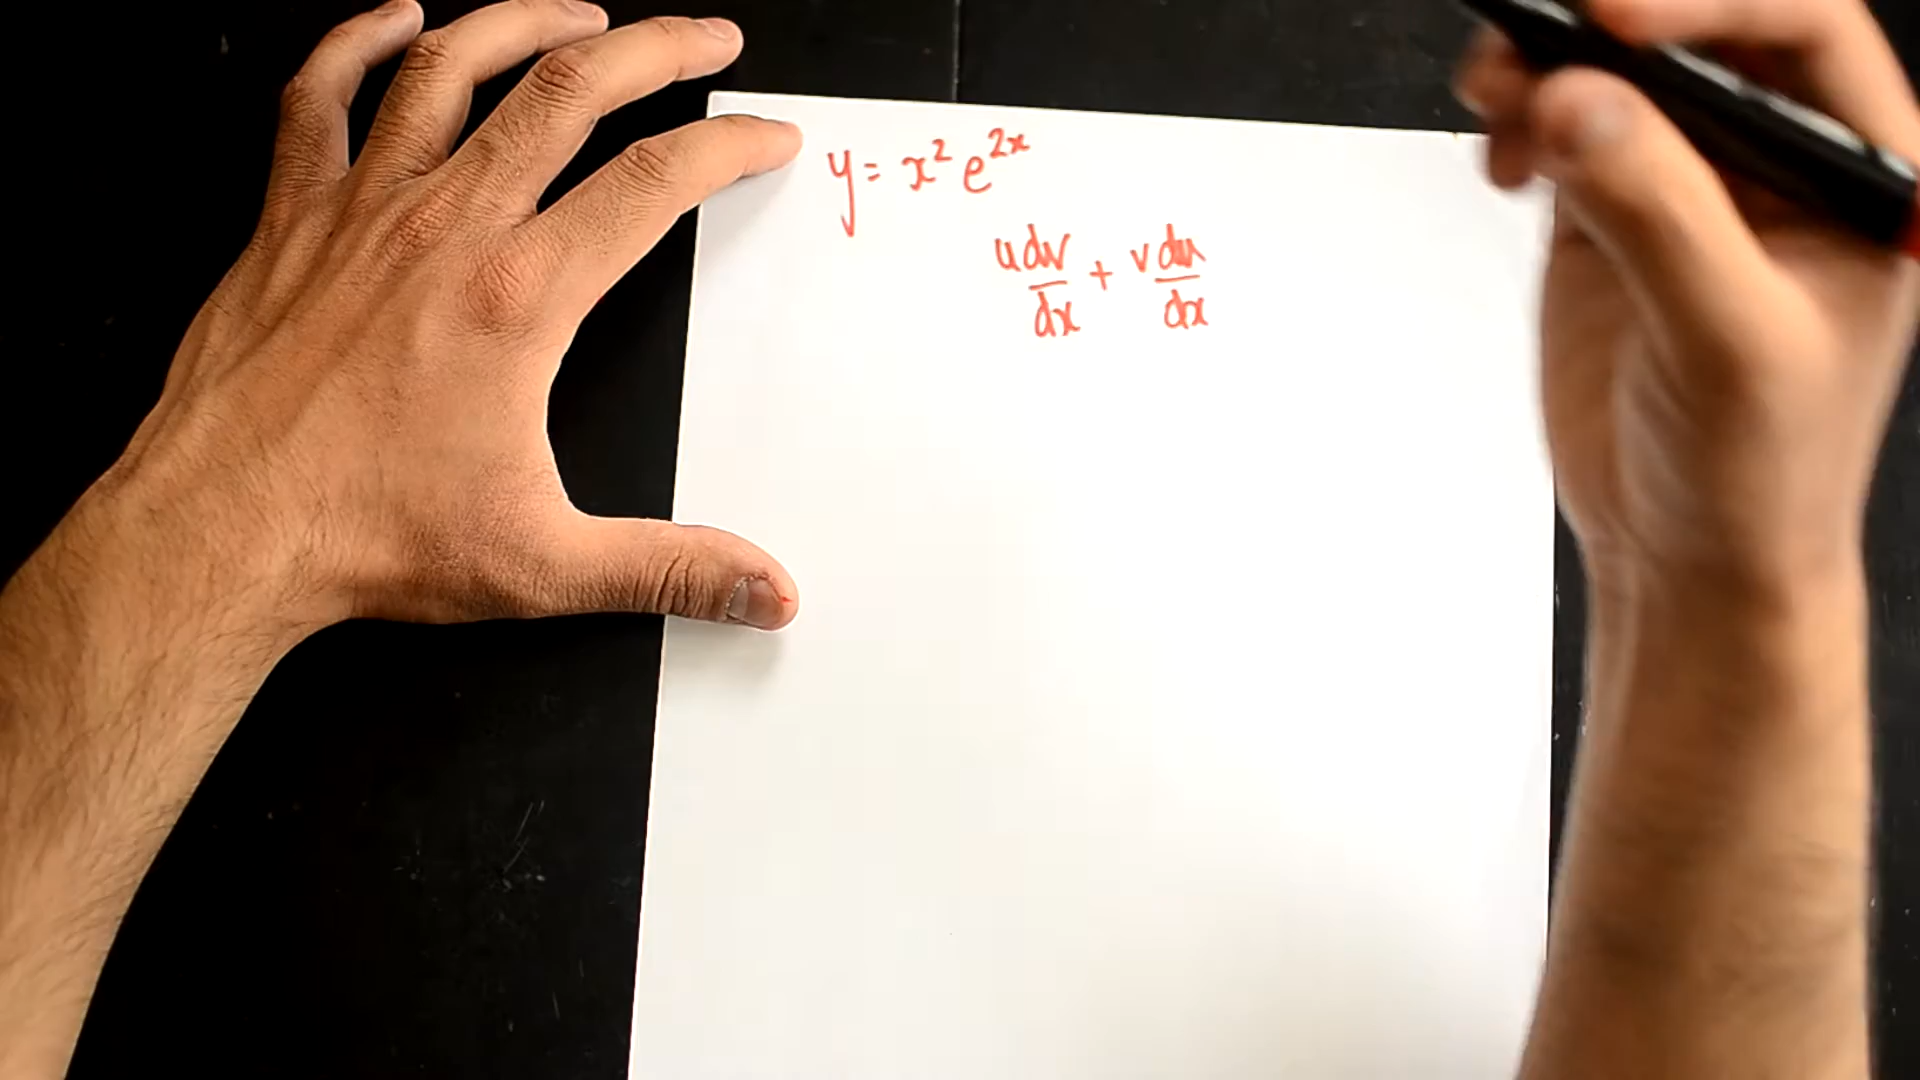 y = x² e²ˣ
u dv/dx + v du/dx